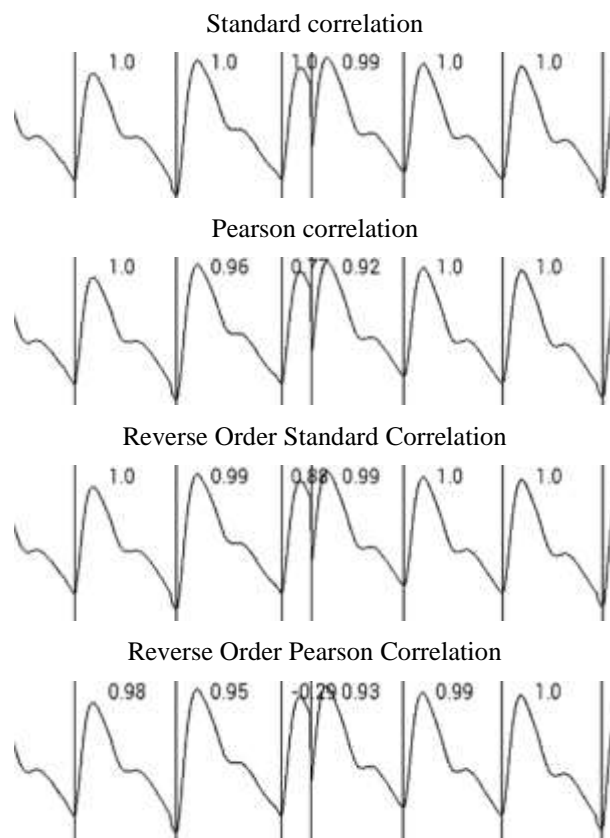 Standard correlation
1.0 1.0 1.0 0.99 1.0 1.0
Pearson correlation
1.0 0.96 0.77 0.92 1.0 1.0
Reverse Order Standard Correlation
1.0 0.99 0.88 0.99 1.0 1.0
Reverse Order Pearson Correlation
0.98 0.95 -0.29 0.93 0.99 1.0